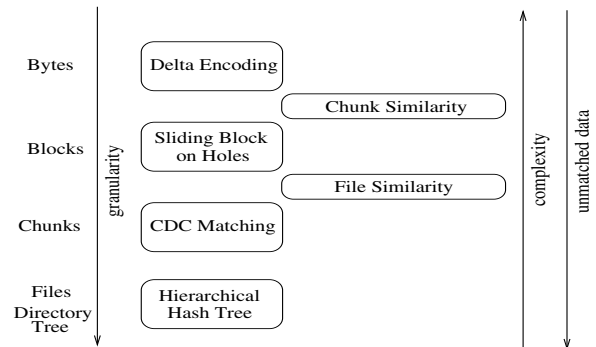 Bytes
Delta Encoding
Chunk Similarity
Blocks
Sliding Block
on Holes
File Similarity
Chunks
CDC Matching
Files
Directory
Tree
Hierarchical
Hash Tree
granularity
complexity
unmatched data